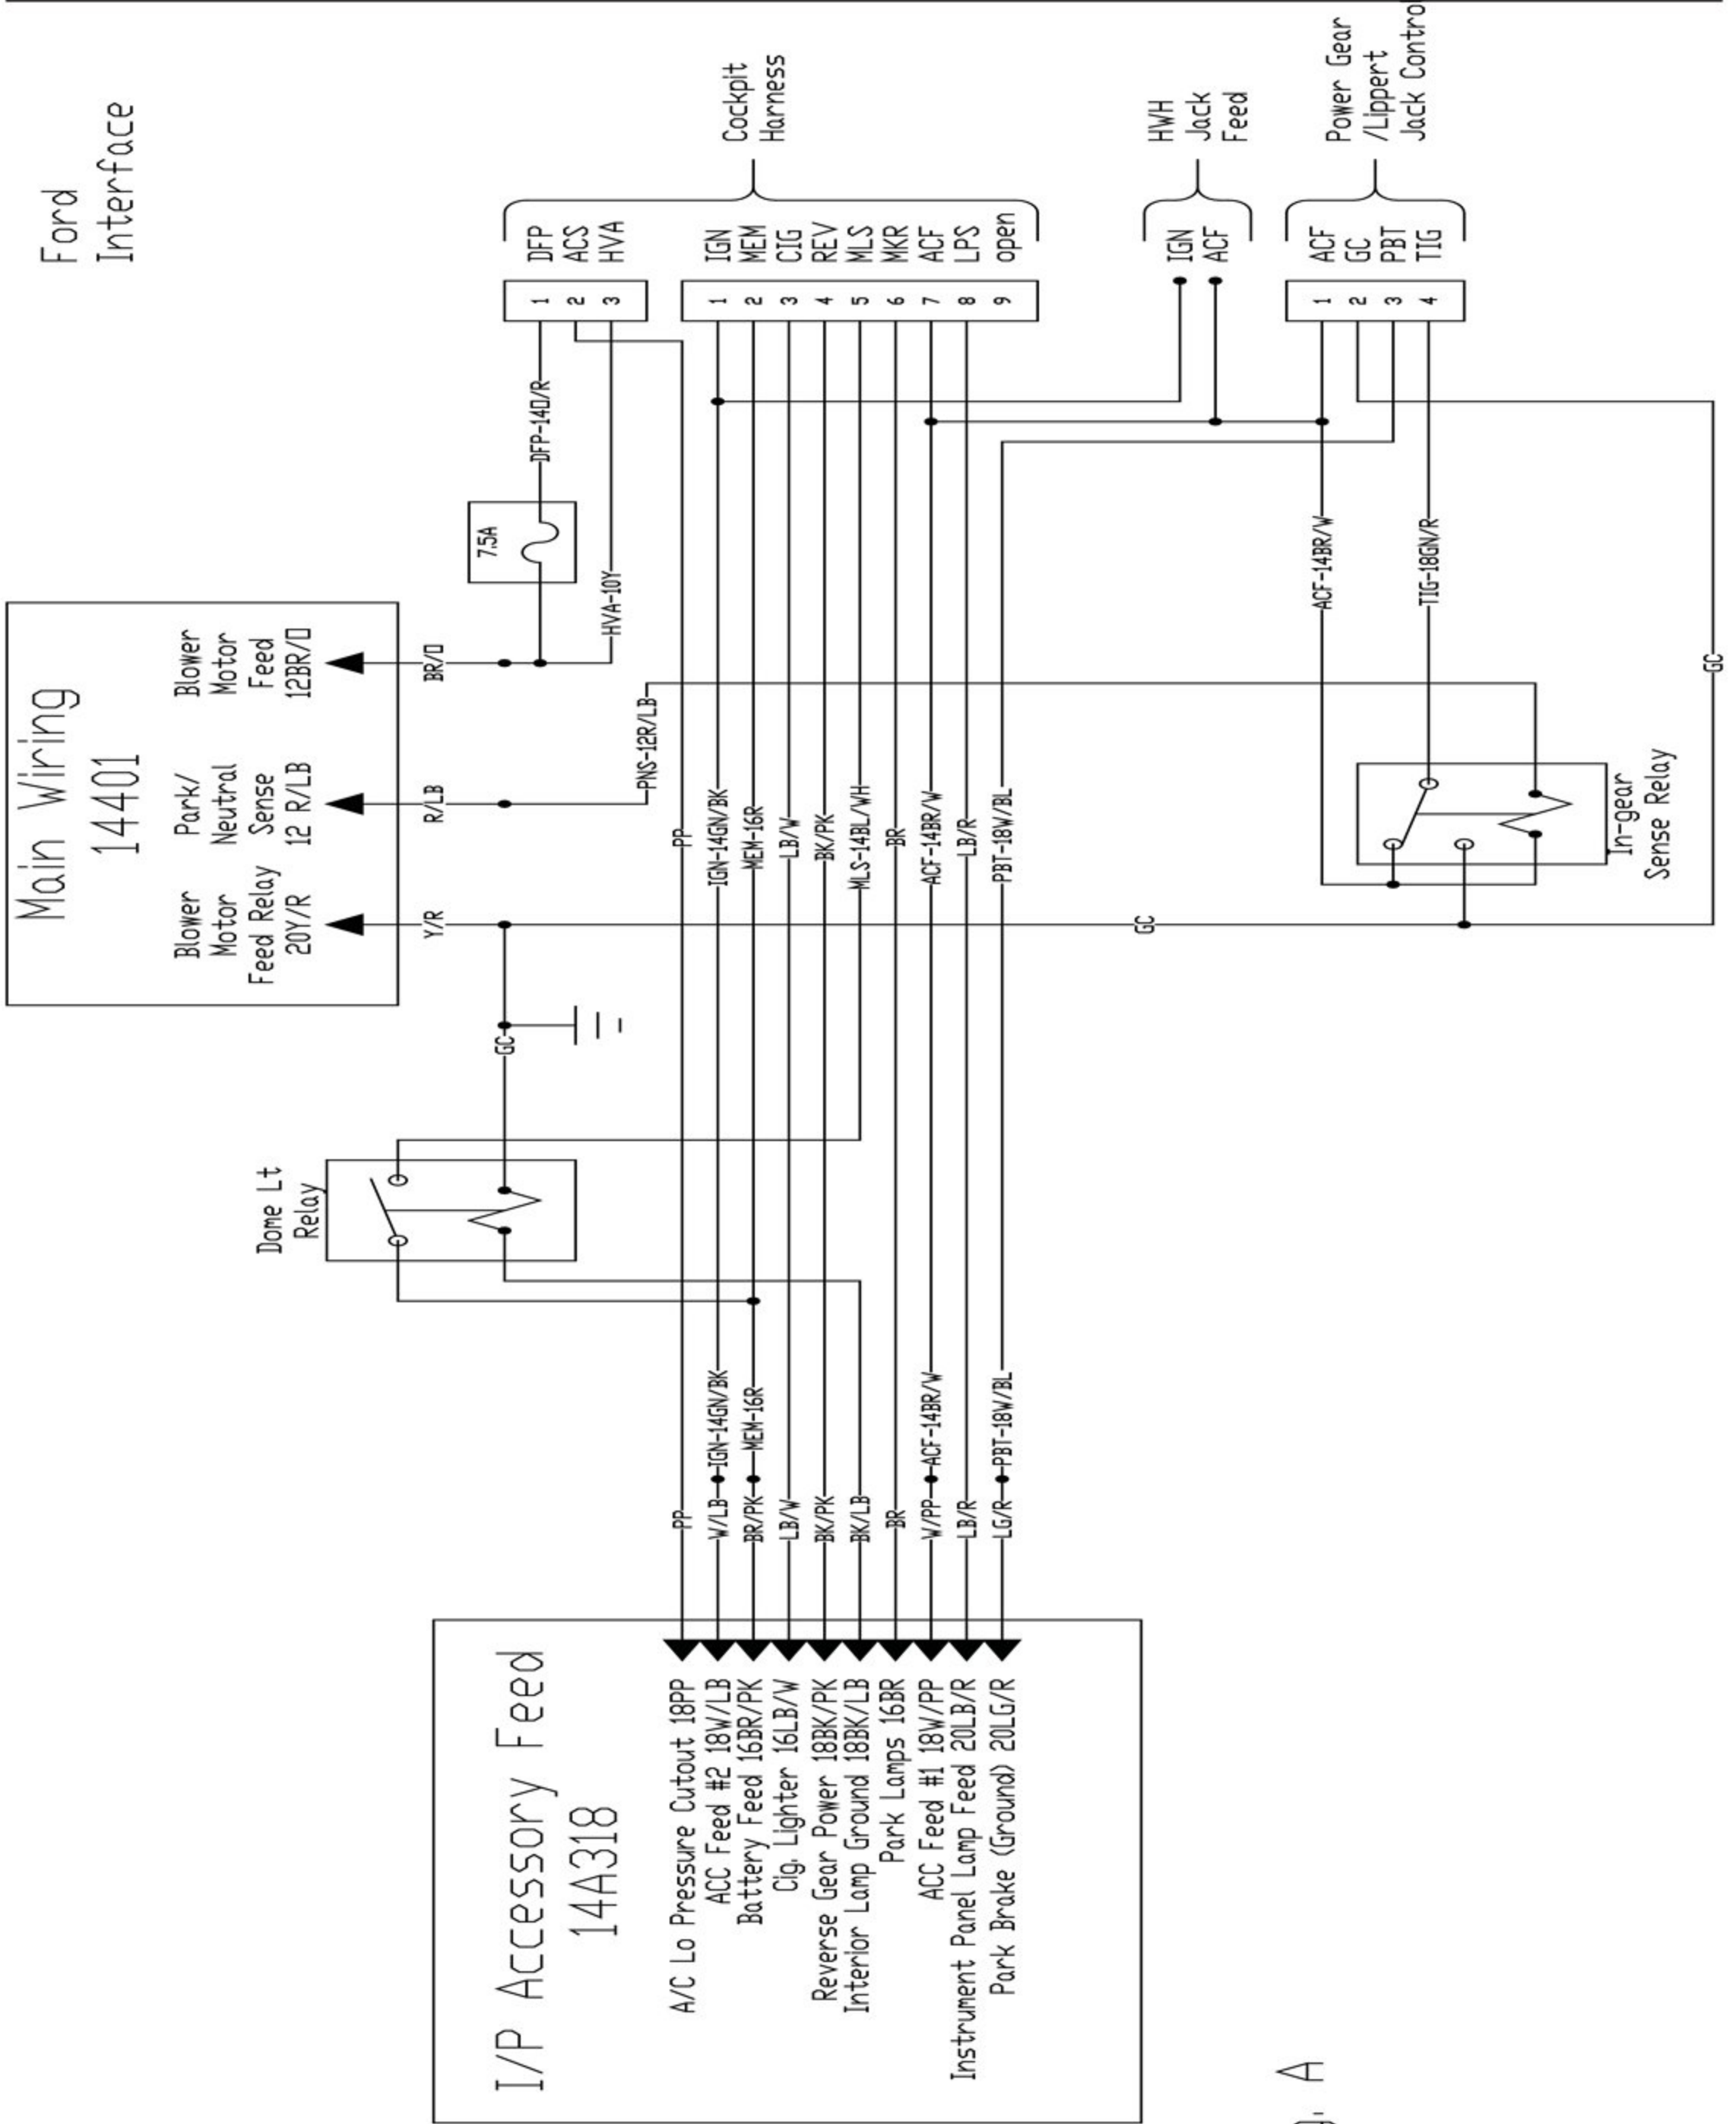 Ford
Interface
Main Wiring
14401
Blower
Motor
Feed Relay
20Y/R
Park/
Neutral
Sense
12 R/LB
Blower
Motor
Feed
12BR/O
Y/R
R/LB
BR/O
7.5A
DFP-14O/R
HVA-10Y
PNS-12R/LB
1 DFP
2 ACS
3 HVA
1 IGN
2 MEM
3 CIG
4 REV
5 MLS
6 MKR
7 ACF
8 LPS
9 open
Cockpit
Harness
IGN
ACF
HWH
Jack
Feed
1 ACF
2 GC
3 PBT
4 TIG
Power Gear
/Lippert
Jack Contro
Dome Lt
Relay
GC
PP
IGN-14GN/BK
MEM-16R
LB/W
BK/PK
MLS-14BL/WH
BR
ACF-14BR/W
LB/R
PBT-18W/BL
GC
ACF-14BR/W
TIG-18GN/R
GC
In-gear
Sense Relay
PP
W/LB IGN-14GN/BK
BR/PK MEM-16R
LB/W
BK/PK
BK/LB
BR
W/PP ACF-14BR/W
LB/R
LG/R PBT-18W/BL
I/P Accessory Feed
14A318
A/C Lo Pressure Cutout 18PP
ACC Feed #2 18W/LB
Battery Feed 16BR/PK
Cig. Lighter 16LB/W
Reverse Gear Power 18BK/PK
Interior Lamp Ground 18BK/LB
Park Lamps 16BR
ACC Feed #1 18W/PP
Instrument Panel Lamp Feed 20LB/R
Park Brake (Ground) 20LG/R
A